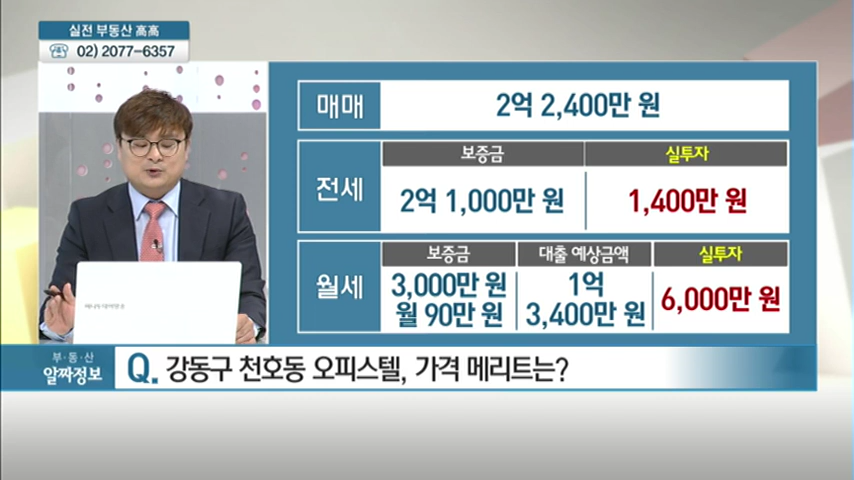 실전 부동산 高高
02) 2077-6357
매매
2억 2,400만 원
전세
보증금
실투자
2억 1,000만 원
1,400만 원
월세
보증금
대출 예상금액
실투자
3,000만 원
월 90만 원
1억
3,400만 원
6,000만 원
부·동·산
알짜정보
Q. 강동구 천호동 오피스텔, 가격 메리트는?